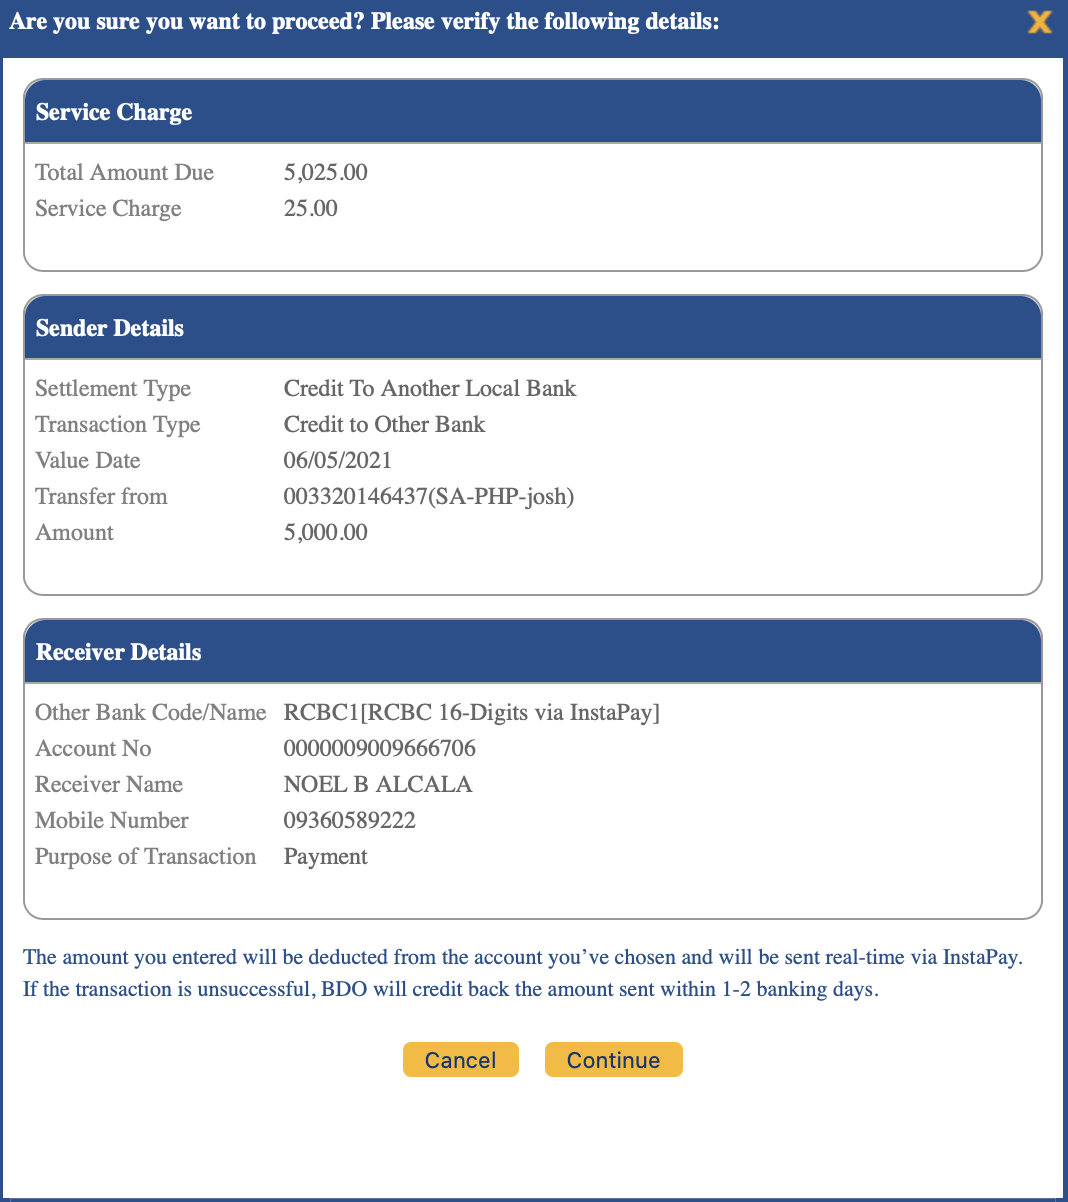 Are you sure you want to proceed? Please verify the following details:
X
Service Charge
Total Amount Due 5,025.00
Service Charge 25.00
Sender Details
Settlement Type Credit To Another Local Bank
Transaction Type Credit to Other Bank
Value Date 06/05/2021
Transfer from 003320146437(SA-PHP-josh)
Amount 5,000.00
Receiver Details
Other Bank Code/Name RCBC1[RCBC 16-Digits via InstaPay]
Account No 0000009009666706
Receiver Name NOEL B ALCALA
Mobile Number 09360589222
Purpose of Transaction Payment
The amount you entered will be deducted from the account you’ve chosen and will be sent real-time via InstaPay.
If the transaction is unsuccessful, BDO will credit back the amount sent within 1-2 banking days.
Cancel Continue